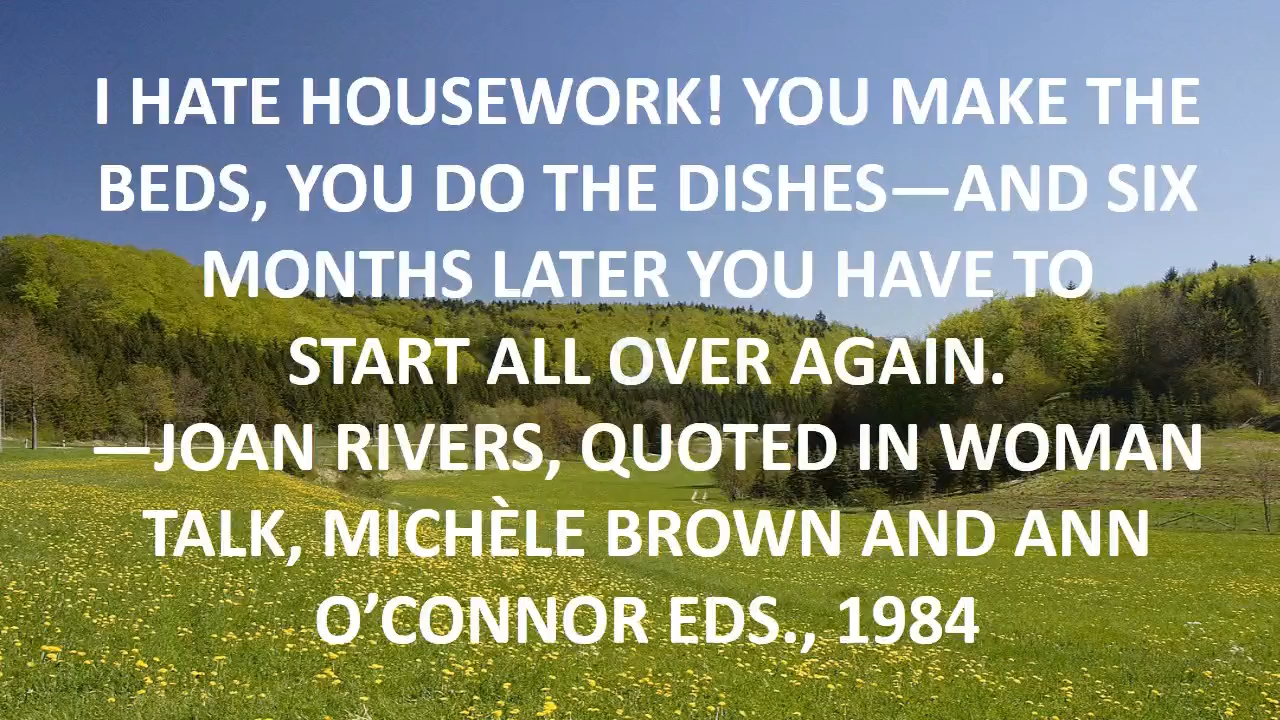 I HATE HOUSEWORK! YOU MAKE THE
BEDS, YOU DO THE DISHES—AND SIX
MONTHS LATER YOU HAVE TO
START ALL OVER AGAIN.
—JOAN RIVERS, QUOTED IN WOMAN
TALK, MICHÈLE BROWN AND ANN
O’CONNOR EDS., 1984